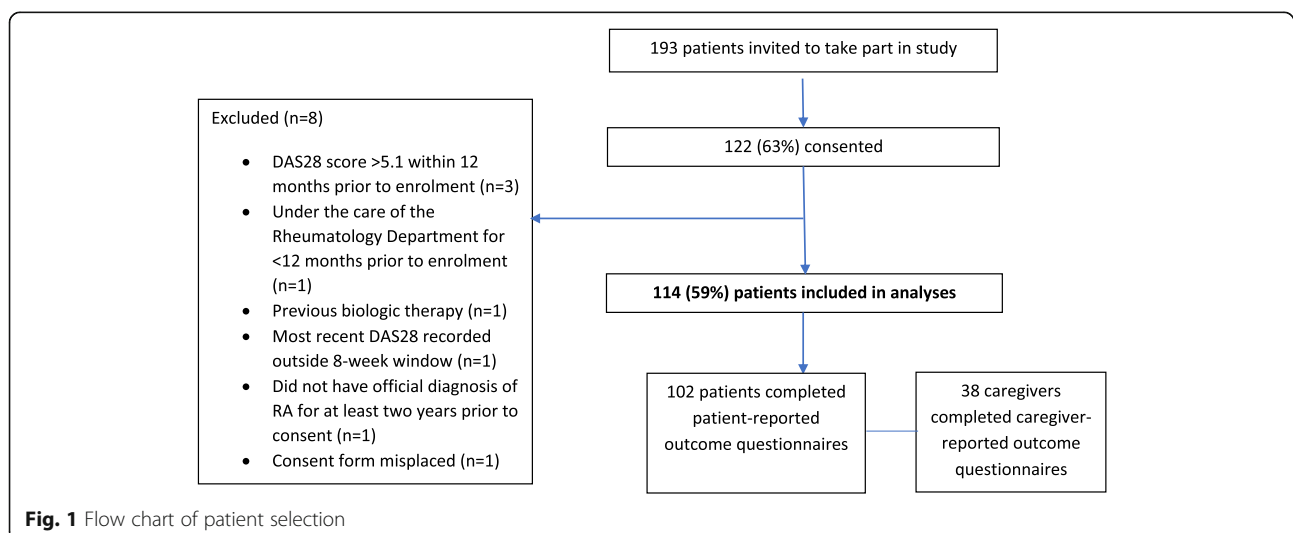 193 patients invited to take part in study
122 (63%) consented
Excluded (n=8)
• DAS28 score >5.1 within 12
months prior to enrolment (n=3)
• Under the care of the
Rheumatology Department for
<12 months prior to enrolment
(n=1)
• Previous biologic therapy (n=1)
• Most recent DAS28 recorded
outside 8-week window (n=1)
• Did not have official diagnosis of
RA for at least two years prior to
consent (n=1)
• Consent form misplaced (n=1)
114 (59%) patients included in analyses
102 patients completed
patient-reported
outcome questionnaires
38 caregivers
completed caregiver-
reported outcome
questionnaires
Fig. 1 Flow chart of patient selection